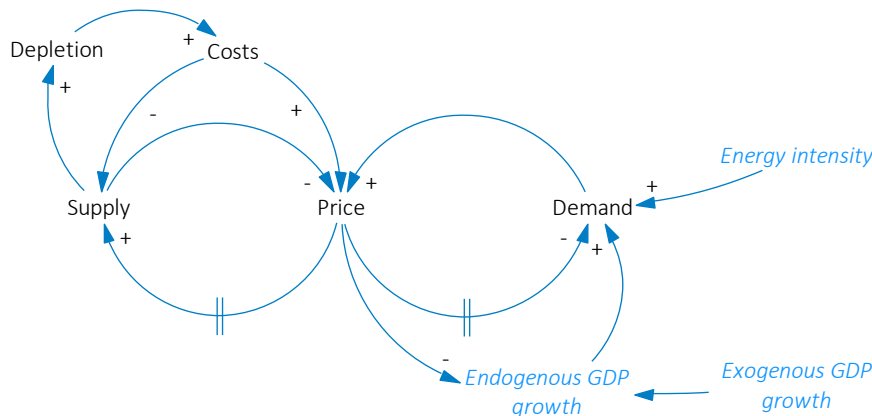 Depletion
+
Costs
+
-
+
Energy intensity
-
+
+
Supply
Price
Demand
+
-
+
-
Endogenous GDP
growth
Exogenous GDP
growth